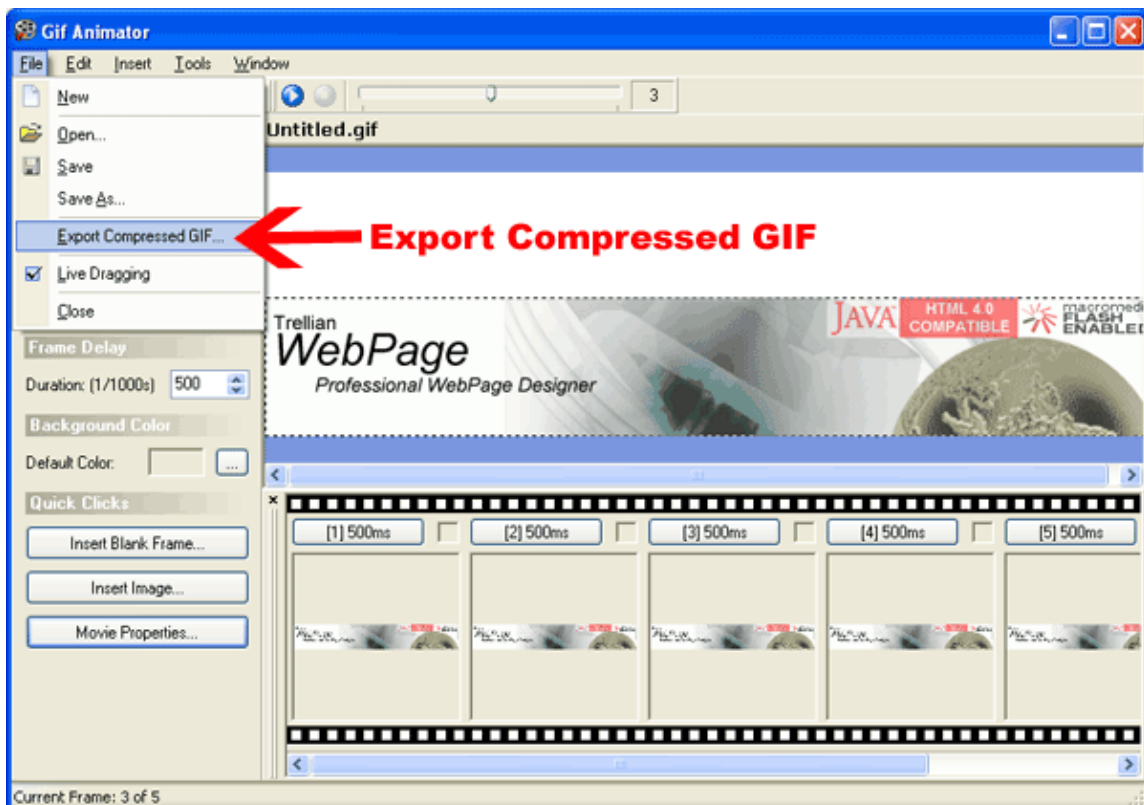 Gif Animator
File Edit Insert Tools Window
New
3
Open...
Untitled.gif
Save
Save As...
Export Compressed GIF...
Export Compressed GIF
Live Dragging
Close
Trellian
WebPage
Professional WebPage Designer
JAVA
HTML 4.0
COMPATIBLE
macromedi
FLASH
ENABLED
Frame Delay
Duration: (1/1000s) 500
Background Color
Default Color: ...
Quick Clicks
Insert Blank Frame...
Insert Image...
Movie Properties...
[1] 500ms [2] 500ms [3] 500ms [4] 500ms [5] 500ms
Current Frame: 3 of 5